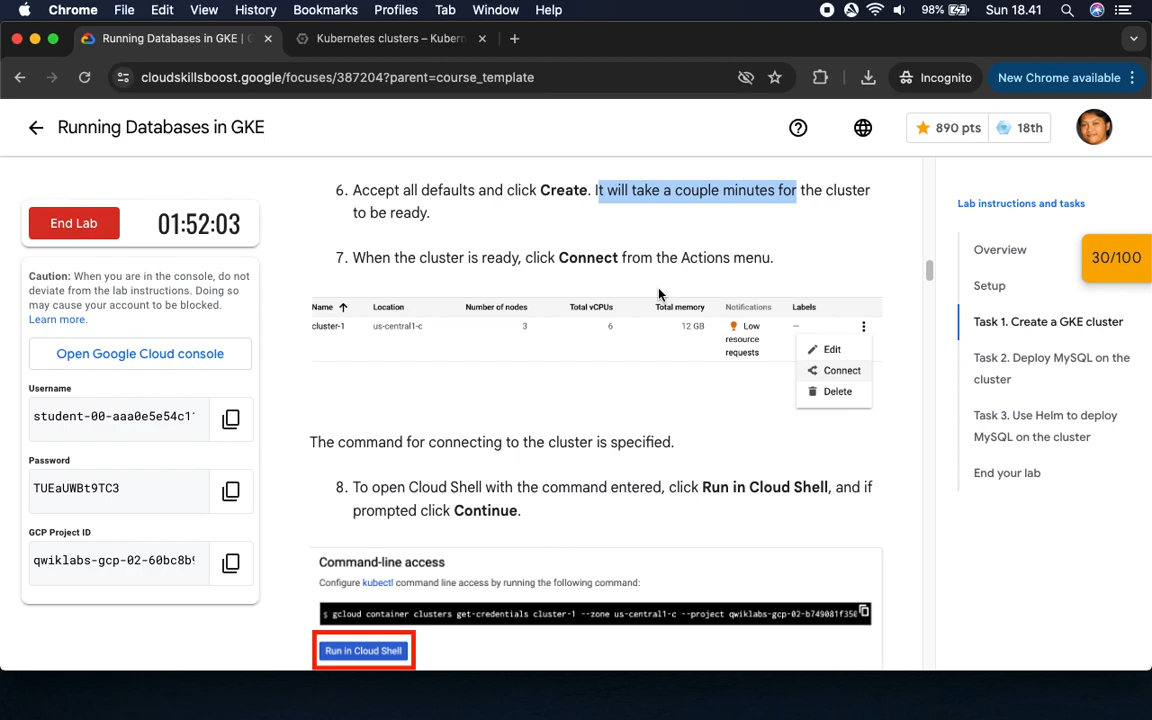 Chrome File Edit View History Bookmarks Profiles Tab Window Help 98% Sun 18.41
Running Databases in GKE |
Kubernetes clusters – Kubern
cloudskillsboost.google/focuses/387204?parent=course_template
Incognito
New Chrome available
Running Databases in GKE
890 pts
18th
6. Accept all defaults and click Create. It will take a couple minutes for the cluster
to be ready.
7. When the cluster is ready, click Connect from the Actions menu.
Name Location Number of nodes Total vCPUs Total memory Notifications Labels
cluster-1 us-central1-c 3 6 12 GB Low
resource
requests
–
Edit
Connect
Delete
The command for connecting to the cluster is specified.
8. To open Cloud Shell with the command entered, click Run in Cloud Shell, and if
prompted click Continue.
Command-line access
Configure kubectl command line access by running the following command:
$ gcloud container clusters get-credentials cluster-1 --zone us-central1-c --project qwiklabs-gcp-02-b749081f350
Run in Cloud Shell
End Lab
01:52:03
Caution: When you are in the console, do not
deviate from the lab instructions. Doing so
may cause your account to be blocked.
Learn more.
Open Google Cloud console
Username
student-00-aaa0e5e54c1
Password
TUEaUWBt9TC3
GCP Project ID
qwiklabs-gcp-02-60bc8b
Lab instructions and tasks
Overview
Setup
Task 1. Create a GKE cluster
Task 2. Deploy MySQL on the
cluster
Task 3. Use Helm to deploy
MySQL on the cluster
End your lab
30/100